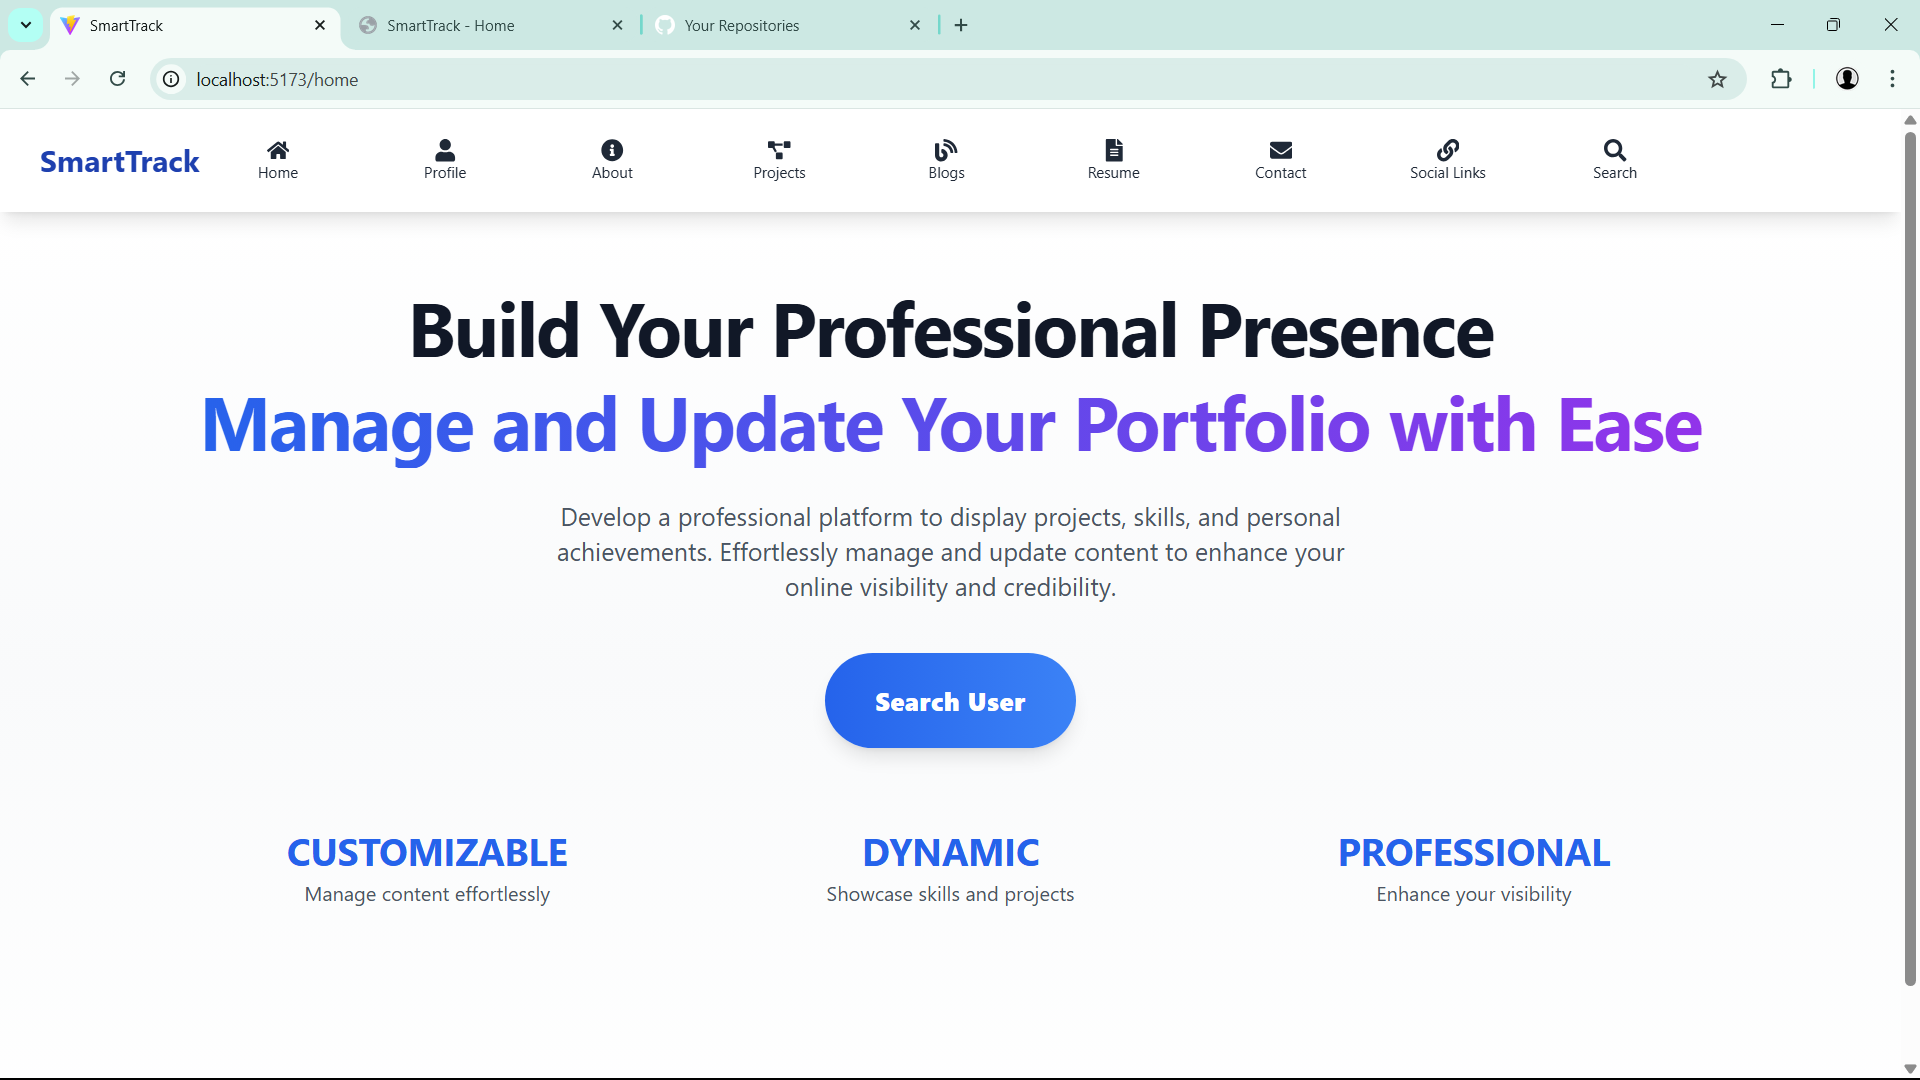 SmartTrack
SmartTrack - Home
Your Repositories
localhost:5173/home
SmartTrack
Home
Profile
About
Projects
Blogs
Resume
Contact
Social Links
Search
Build Your Professional Presence
Manage and Update Your Portfolio with Ease
Develop a professional platform to display projects, skills, and personal
achievements. Effortlessly manage and update content to enhance your
online visibility and credibility.
Search User
CUSTOMIZABLE
Manage content effortlessly
DYNAMIC
Showcase skills and projects
PROFESSIONAL
Enhance your visibility